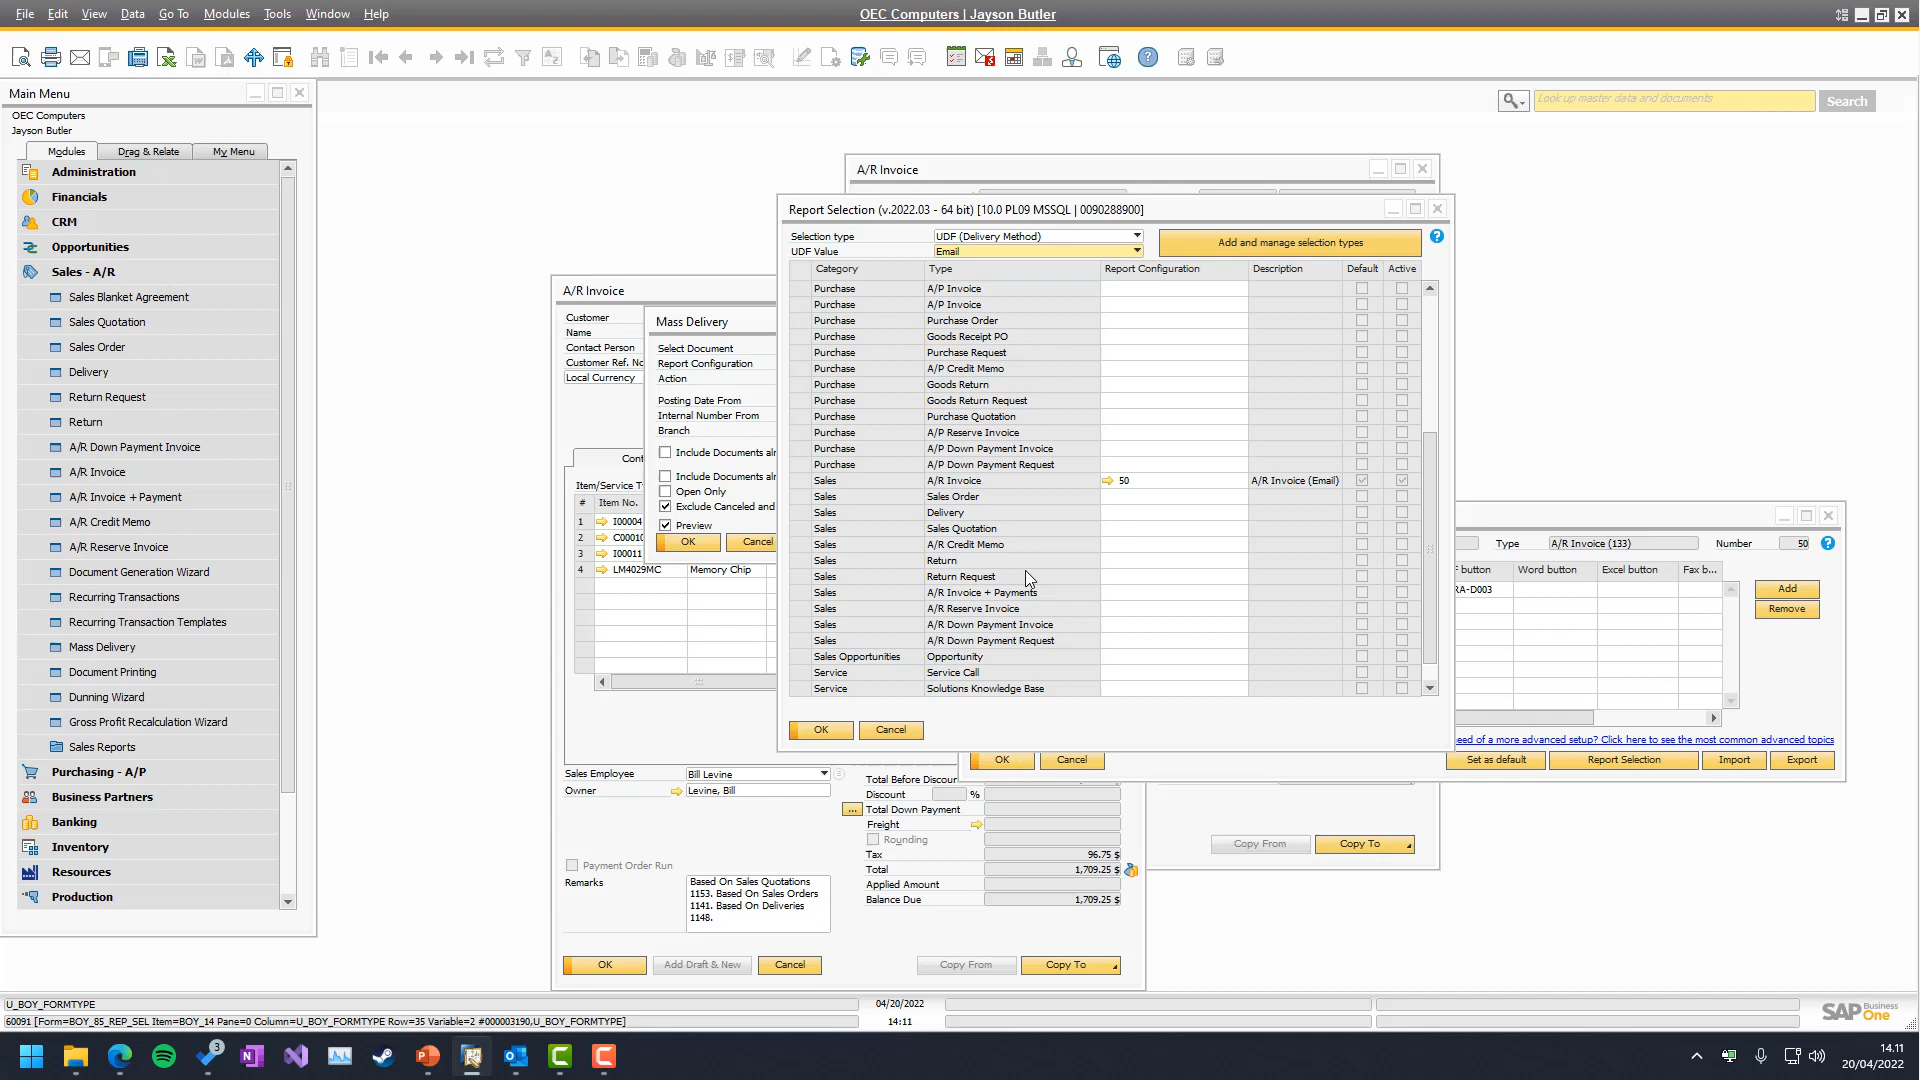 File Edit View Data Go To Modules Tools Window Help
OEC Computers | Jayson Butler
Look up master data and documents
Search
Main Menu
OEC Computers
Jayson Butler
Modules Drag & Relate My Menu
Administration
Financials
CRM
Opportunities
Sales - A/R
Sales Blanket Agreement
Sales Quotation
Sales Order
Delivery
Return Request
Return
A/R Down Payment Invoice
A/R Invoice
A/R Invoice + Payment
A/R Credit Memo
A/R Reserve Invoice
Document Generation Wizard
Recurring Transactions
Recurring Transaction Templates
Mass Delivery
Document Printing
Dunning Wizard
Gross Profit Recalculation Wizard
Sales Reports
Purchasing - A/P
Business Partners
Banking
Inventory
Resources
Production
A/R Invoice
Report Selection (v.2022.03 - 64 bit) [10.0 PL09 MSSQL | 0090288900]
Selection type UDF (Delivery Method)
UDF Value Email
Add and manage selection types
Category Type Report Configuration Description Default Active
Purchase A/P Invoice
Purchase A/P Invoice
Purchase Purchase Order
Purchase Goods Receipt PO
Purchase Purchase Request
Purchase A/P Credit Memo
Purchase Goods Return
Purchase Goods Return Request
Purchase Purchase Quotation
Purchase A/P Reserve Invoice
Purchase A/P Down Payment Invoice
Purchase A/P Down Payment Request
Sales A/R Invoice 50 A/R Invoice (Email)
Sales Sales Order
Sales Delivery
Sales Sales Quotation
Sales A/R Credit Memo
Sales Return
Sales Return Request
Sales A/R Invoice + Payments
Sales A/R Reserve Invoice
Sales A/R Down Payment Invoice
Sales A/R Down Payment Request
Sales Opportunities Opportunity
Service Service Call
Service Solutions Knowledge Base
OK Cancel
A/R Invoice
Customer
Name
Contact Person
Customer Ref. No
Local Currency
Cont
Item/Service Ty
# Item No.
1 I00004
2 C00010
3 I00011
4 LM4029MC Memory Chip
Mass Delivery
Select Document
Report Configuration
Action
Posting Date From
Internal Number From
Branch
Include Documents alr
Include Documents alr
Open Only
Exclude Canceled and
Preview
OK Cancel
Type A/R Invoice (133) Number 50
F button Word button Excel button Fax b...
RA-D003
Add
Remove
eed of a more advanced setup? Click here to see the most common advanced topics
OK Cancel Set as default Report Selection Import Export
Sales Employee Bill Levine
Owner Levine, Bill
Payment Order Run
Remarks
Based On Sales Quotations
1153. Based On Sales Orders
1141. Based On Deliveries
1148.
Total Before Discoun
Discount %
... Total Down Payment
Freight
Rounding
Tax 96.75 $
Total 1,709.25 $
Applied Amount
Balance Due 1,709.25 $
Copy From Copy To
OK Add Draft & New Cancel Copy From Copy To
U_BOY_FORMTYPE 04/20/2022
60091 [Form=BOY_85_REP_SEL Item=BOY_14 Pane=0 Column=U_BOY_FORMTYPE Row=35 Variable=2 #000003190,U_BOY_FORMTYPE] 14:11
SAP Business One
3
14.11
20/04/2022